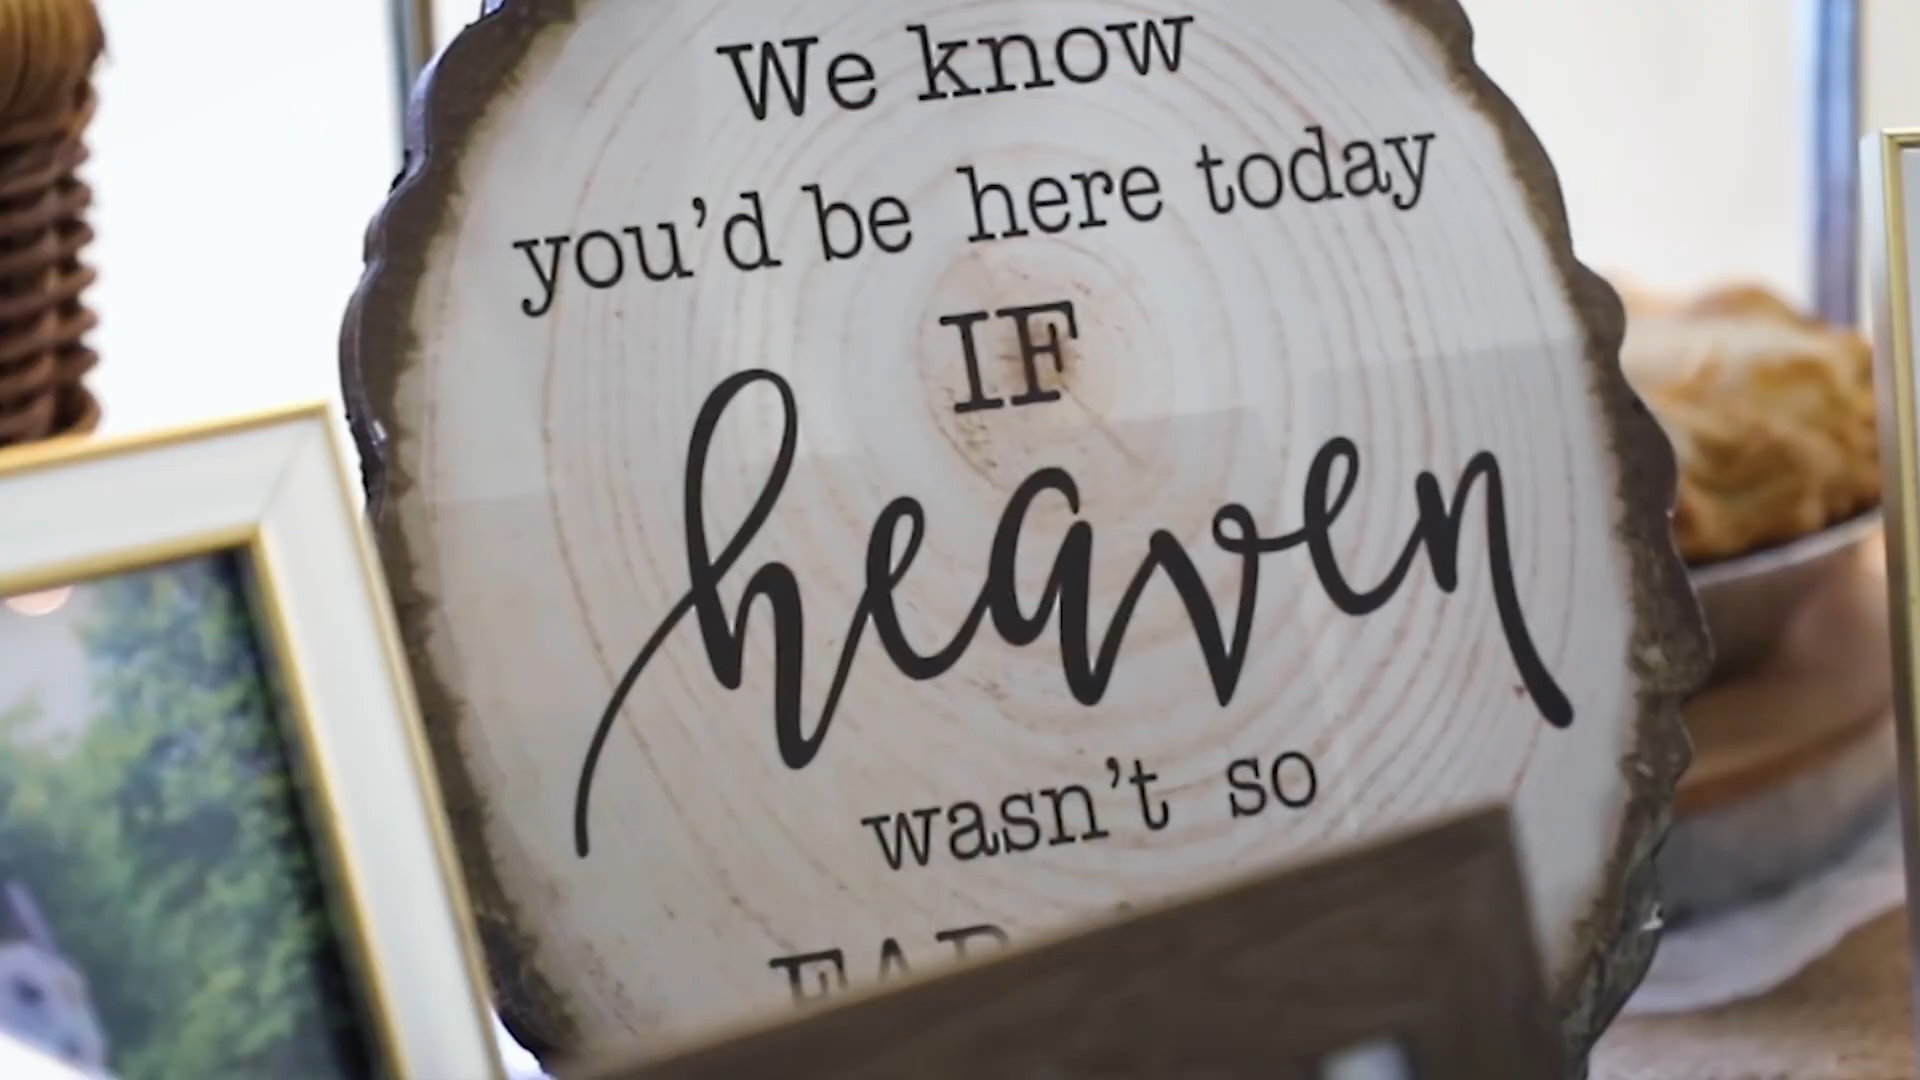 We know
you'd be here today
IF
heaven
wasn't so